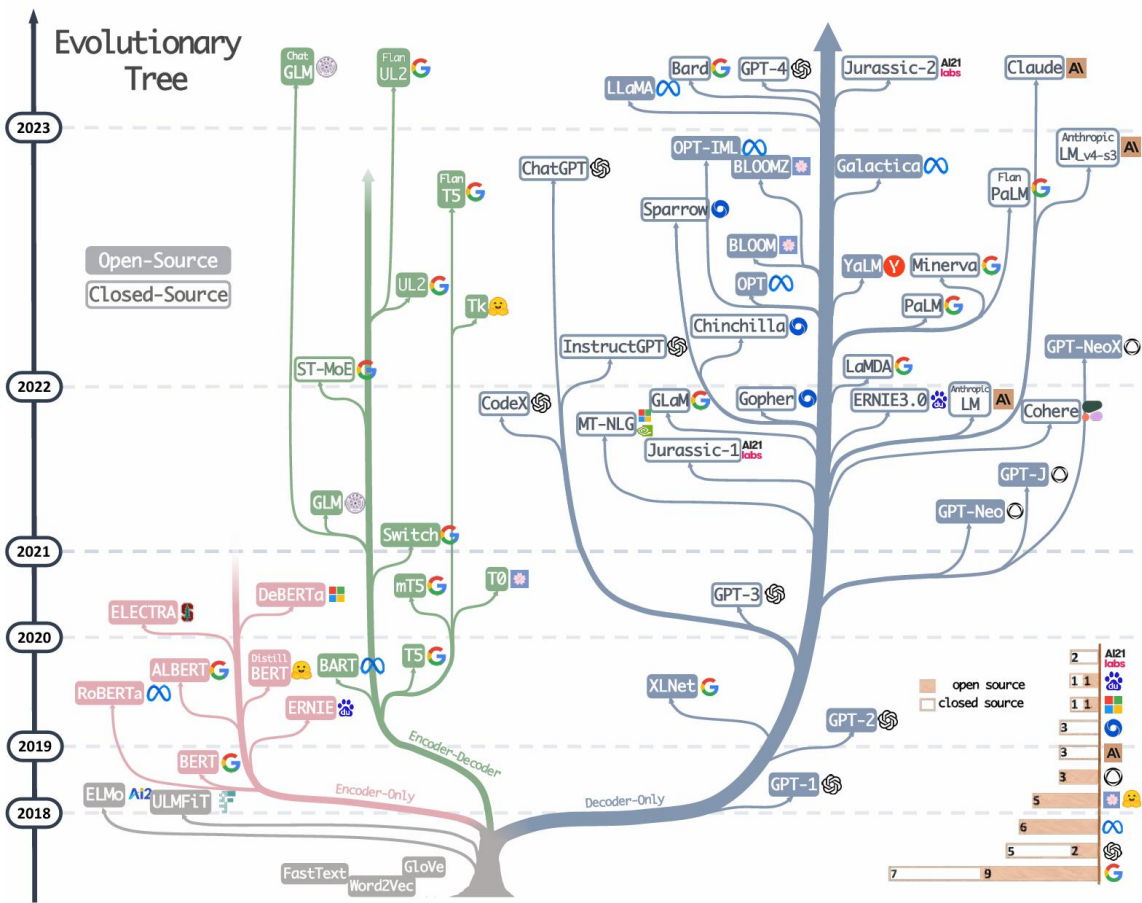 Evolutionary
Tree
Open-Source
Closed-Source
2023
2022
2021
2020
2019
2018
Chat
GLM
Flan
UL2
Flan
T5
UL2
Tk
ST-MoE
GLM
Switch
mT5
T0
BART
T5
Encoder-Decoder
DeBERTa
ELECTRA
ALBERT
Distill
BERT
RoBERTa
ERNIE
BERT
Encoder-Only
ELMo
Ai2
ULMFiT
FastText
Word2Vec
GloVe
Bard
GPT-4
Jurassic-2
AI21
labs
Claude
A\
LLaMA
OPT-IML
BLOOMZ
ChatGPT
Galactica
Anthropic
LM_v4-s3
A\
Flan
PaLM
Sparrow
BLOOM
OPT
YaLM
Y
Minerva
PaLM
Chinchilla
InstructGPT
GPT-NeoX
LaMDA
CodeX
GLaM
Gopher
ERNIE3.0
du
Anthropic
LM
A\
Cohere
MT-NLG
Jurassic-1
AI21
labs
GPT-J
GPT-Neo
GPT-3
XLNet
GPT-2
GPT-1
Decoder-Only
open source
closed source
2
AI21
labs
1 1
du
1 1
3
3
A\
3
5
6
5 2
7 9